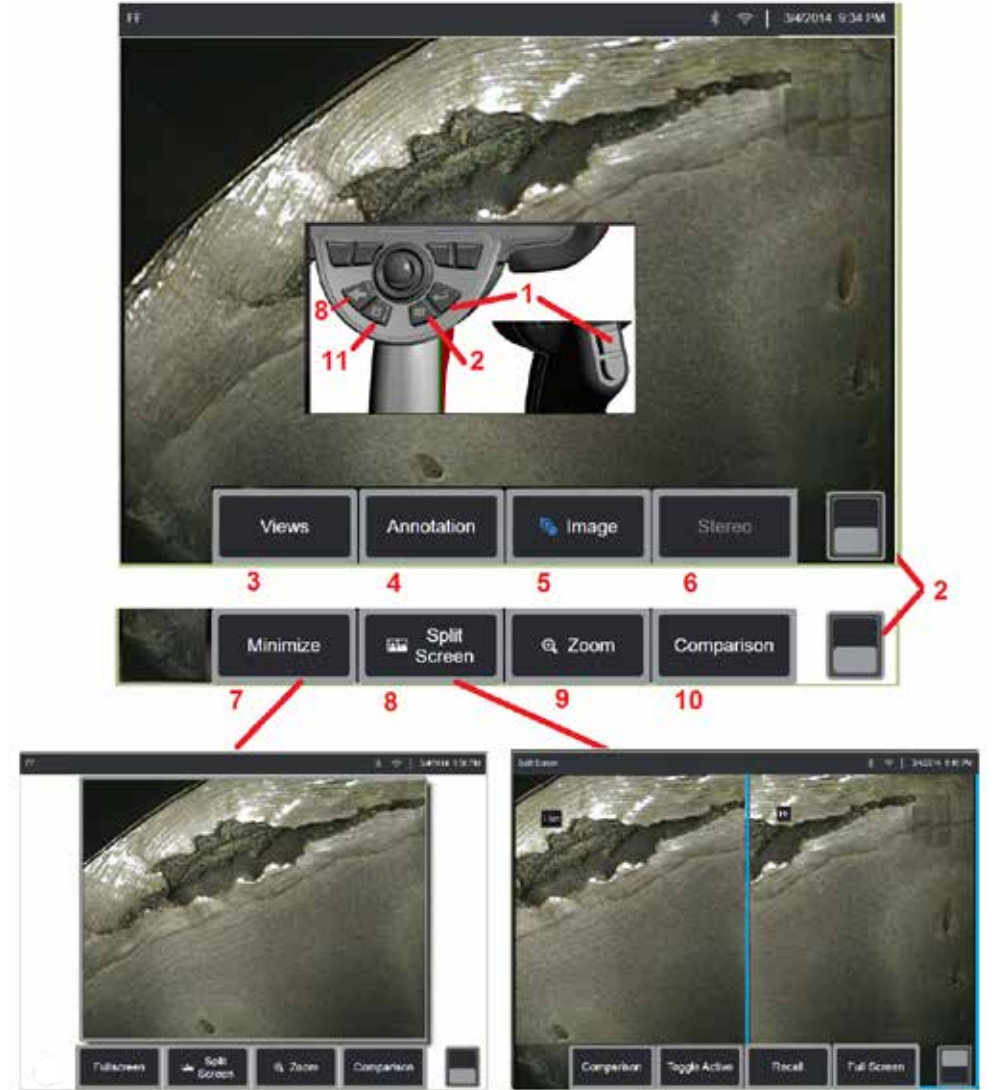 FF
3/4/2014 9:34 PM
8
1
11
2
Views
Annotation
Image
Stereo
3
4
5
6
2
Minimize
Split
Screen
Zoom
Comparison
7
8
9
10
FF
Split Screen
Fullscreen
Split
Screen
Zoom
Comparison
Comparison
Toggle Active
Recall
Full Screen